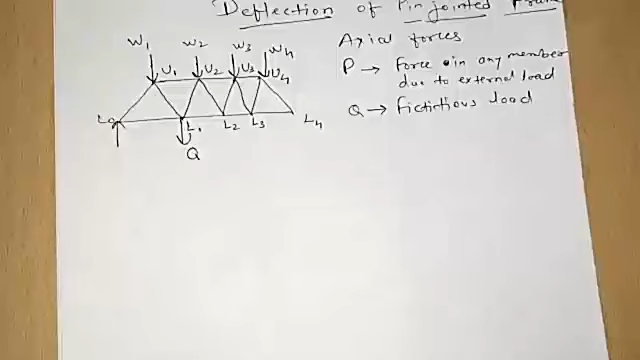 Deflection of Pin jointed Frame
Axial forces
P → Force in any member
due to external load
Q → Fictitious load
W1 W2 W3 W4
U1 U2 U3 U4
L0 L1 L2 L3 L4
Q